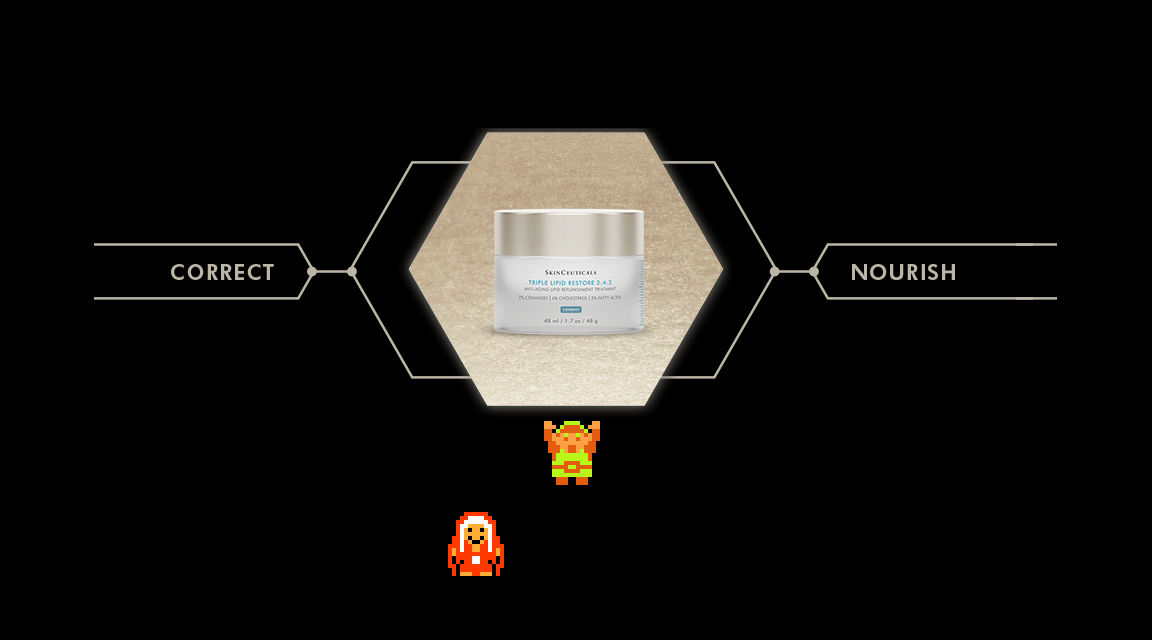 CORRECT
NOURISH
SKINCEUTICALS
TRIPLE LIPID RESTORE 2:4:2
ANTI-AGING LIPID REPLENISHMENT TREATMENT
2% CERAMIDES | 4% CHOLESTEROL | 2% FATTY ACIDS
CORRECT
48 ml / 1.7 oz / 48 g